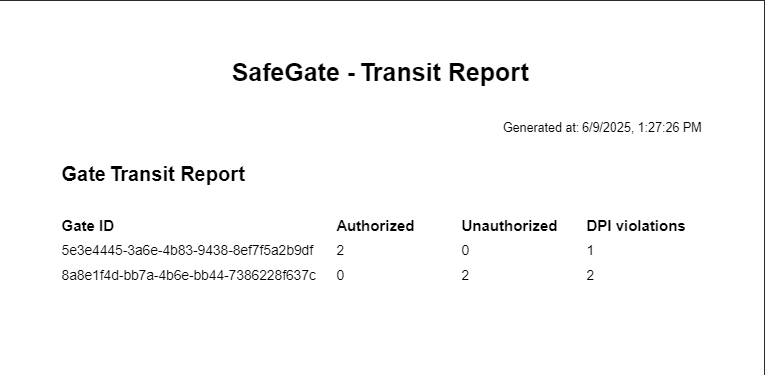 SafeGate - Transit Report
Generated at: 6/9/2025, 1:27:26 PM
Gate Transit Report
Gate ID Authorized Unauthorized DPI violations
5e3e4445-3a6e-4b83-9438-8ef7f5a2b9df 2 0 1
8a8e1f4d-bb7a-4b6e-bb44-7386228f637c 0 2 2